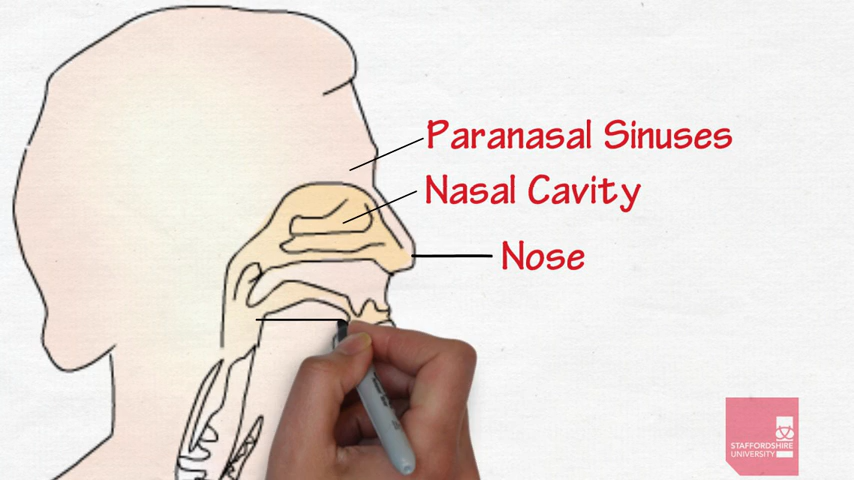 Paranasal Sinuses
Nasal Cavity
Nose
STAFFORDSHIRE
UNIVERSITY